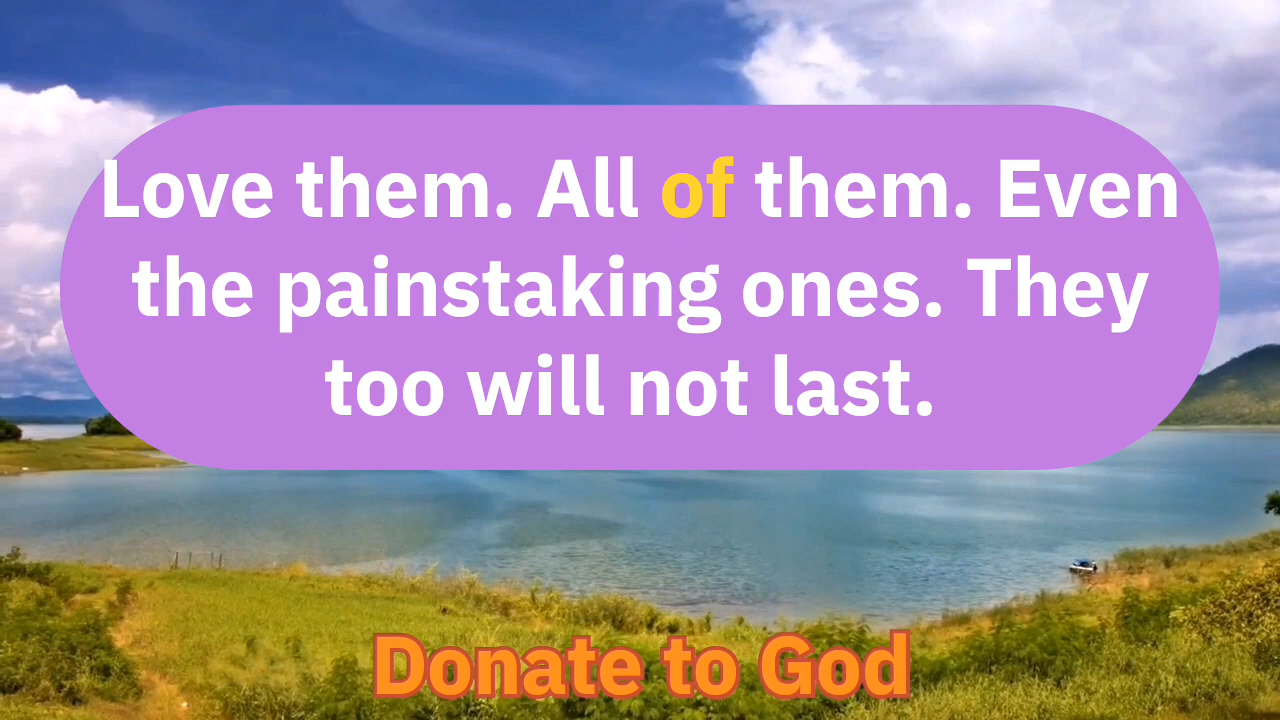 Love them. All of them. Even
the painstaking ones. They
too will not last.
Donate to God